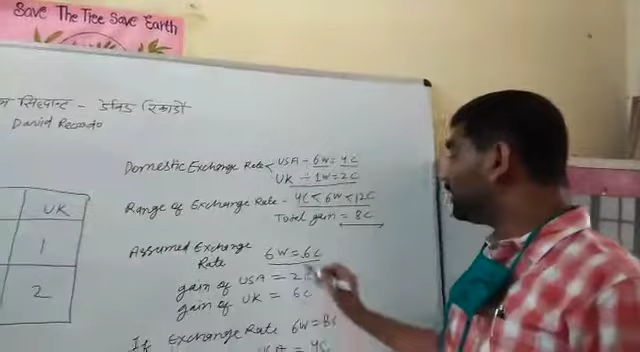 Save The Tree Save Earth
सिद्धान्त - डेविड रिकार्डो
David Recardo
Domestic Exchange Rate < USA - 6W = 4C
UK ÷ 1W = 2C
Range of Exchange Rate - 4C < 6W < 12C
Total gain = 8C
Assumed Exchange Rate 6W = 6C
gain of USA = 2C
gain of UK = 6C
If Exchange Rate 6W = 8C
= 4C
UK
1
2